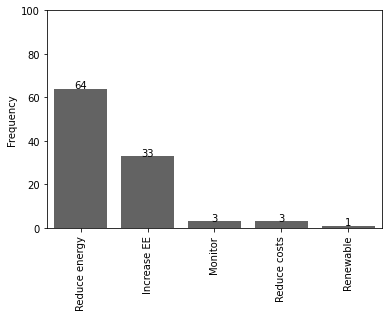 100
80
60
40
20
0
Frequency
64
33
3
3
1
Reduce energy
Increase EE
Monitor
Reduce costs
Renewable